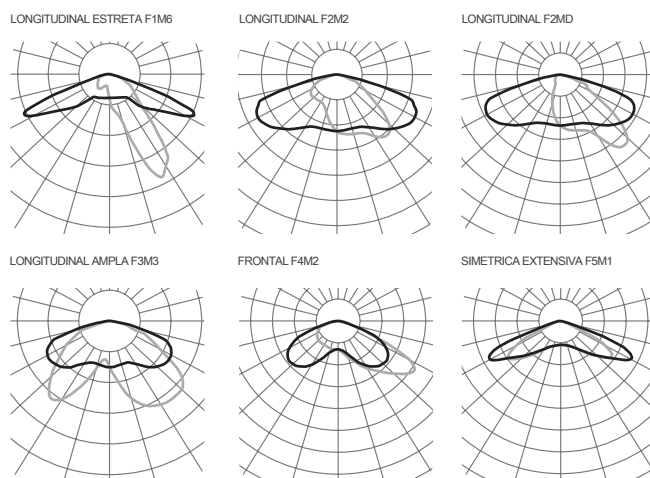 LONGITUDINAL ESTRETA F1M6
LONGITUDINAL F2M2
LONGITUDINAL F2MD
LONGITUDINAL AMPLA F3M3
FRONTAL F4M2
SIMETRICA EXTENSIVA F5M1